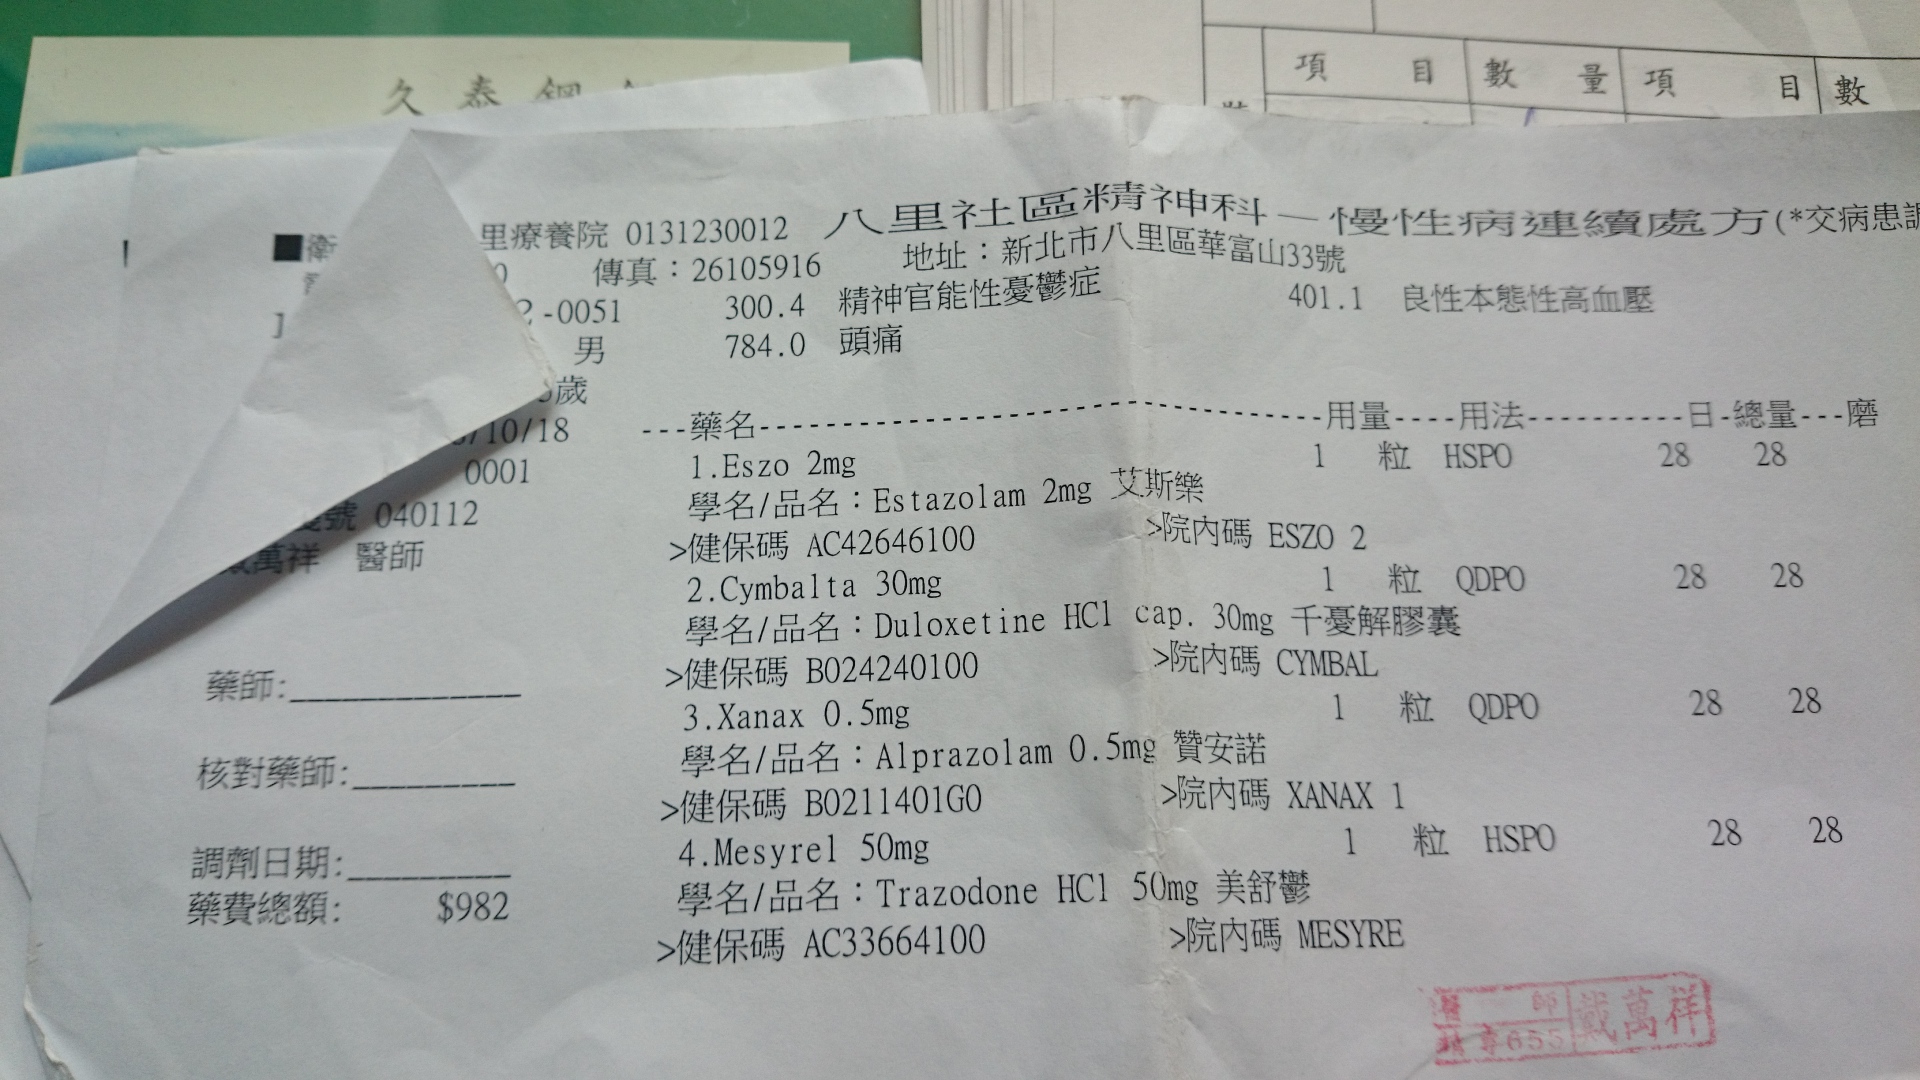 久泰鋼
項目 數量 項目 數
八里社區精神科—慢性病連續處方(*交病患調
■衛 里療養院 0131230012
0 傳真：26105916 地址：新北市八里區華富山33號
-0051 300.4 精神官能性憂鬱症 401.1 良性本態性高血壓
男 784.0 頭痛
歲
/10/18 ---藥名---用量----用法---日-總量---磨
0001 1.Eszo 2mg 1 粒 HSPO 28 28
學名/品名：Estazolam 2mg 艾斯樂
號 040112 >健保碼 AC42646100 >院內碼 ESZO 2
萬祥 醫師 2.Cymbalta 30mg 1 粒 QDPO 28 28
學名/品名：Duloxetine HCl cap. 30mg 千憂解膠囊
藥師:____________ >健保碼 B024240100 >院內碼 CYMBAL
3.Xanax 0.5mg 1 粒 QDPO 28 28
核對藥師:_________ 學名/品名：Alprazolam 0.5mg 贊安諾
>健保碼 B0211401G0 >院內碼 XANAX 1
調劑日期:_________ 4.Mesyrel 50mg 1 粒 HSPO 28 28
藥費總額: $982 學名/品名：Trazodone HCl 50mg 美舒鬱
>健保碼 AC33664100 >院內碼 MESYRE
醫師 戴萬祥